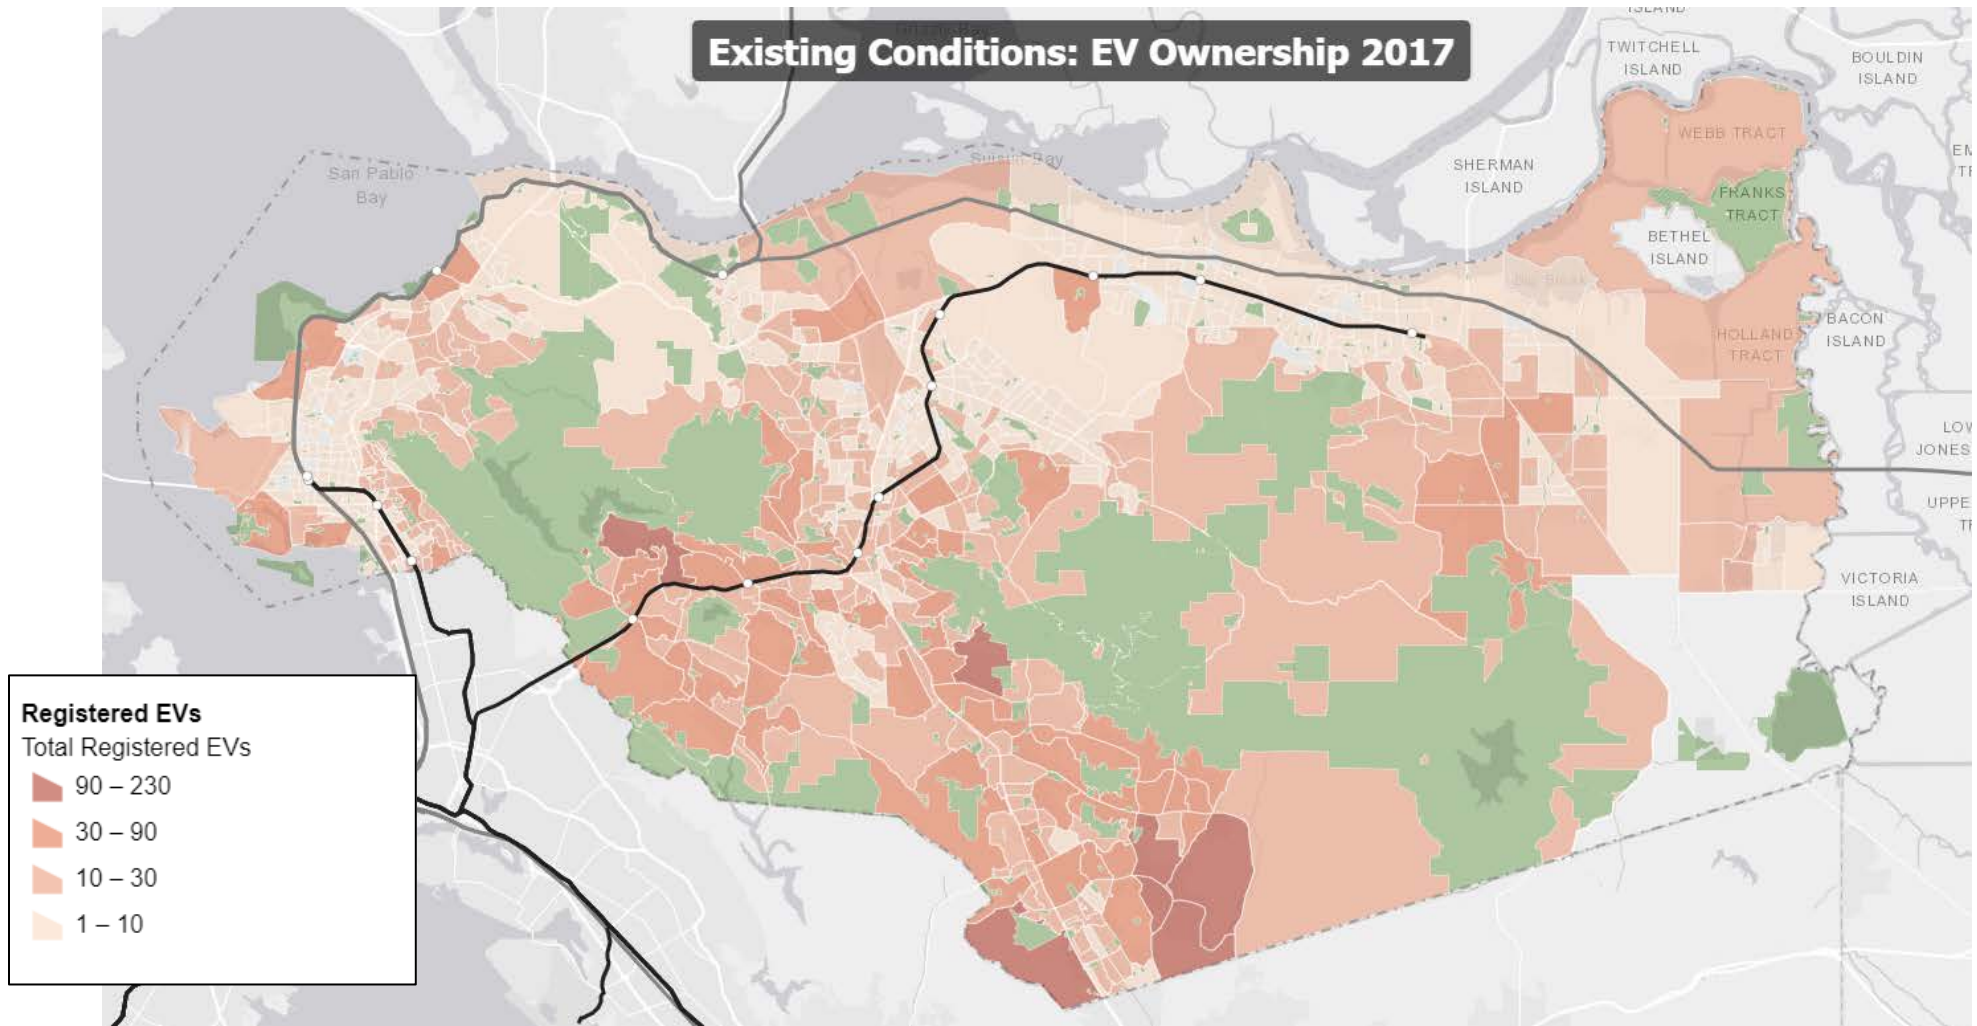 Existing Conditions: EV Ownership 2017
ISLAND
TWITCHELL
ISLAND
BOULDIN
ISLAND
WEBB TRACT
SHERMAN
ISLAND
San Pablo
Bay
Suisun Bay
FRANKS
TRACT
BETHEL
ISLAND
HOLLAND
TRACT
BACON
ISLAND
JONES
VICTORIA
ISLAND
Registered EVs
Total Registered EVs
90 – 230
30 – 90
10 – 30
1 – 10